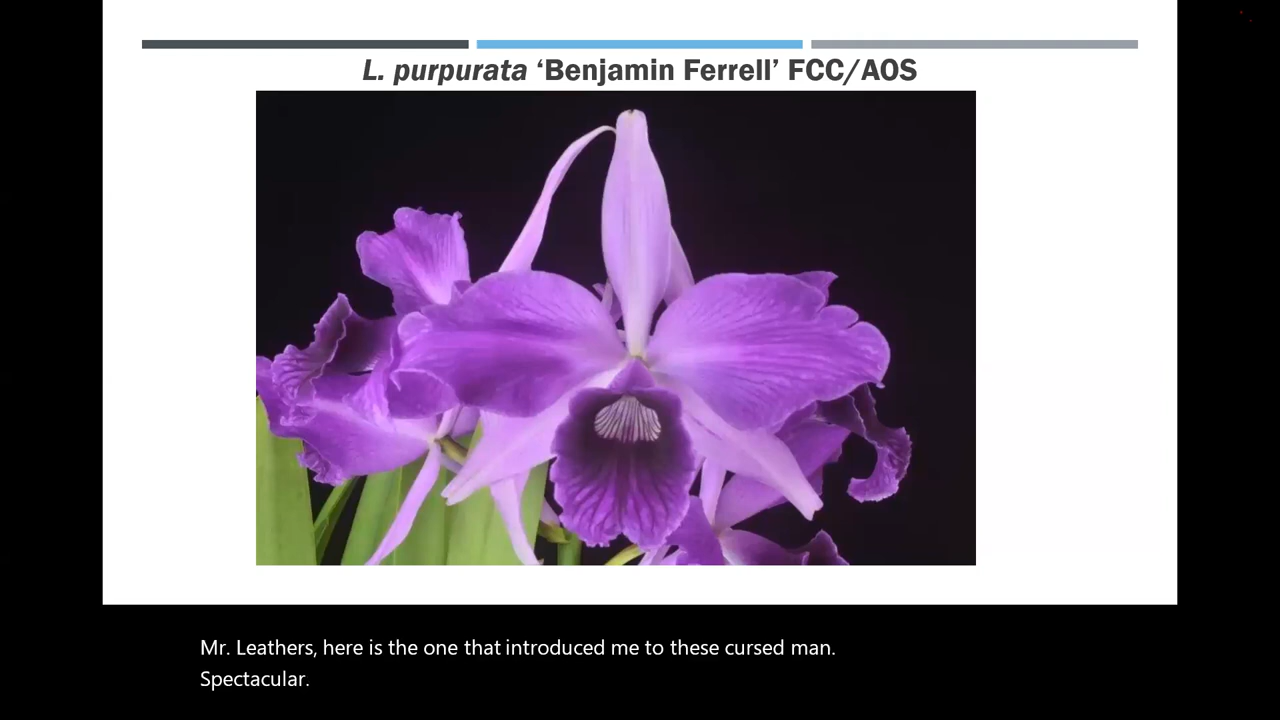 L. purpurata ‘Benjamin Ferrell’ FCC/AOS
Mr. Leathers, here is the one that introduced me to these cursed man.
Spectacular.